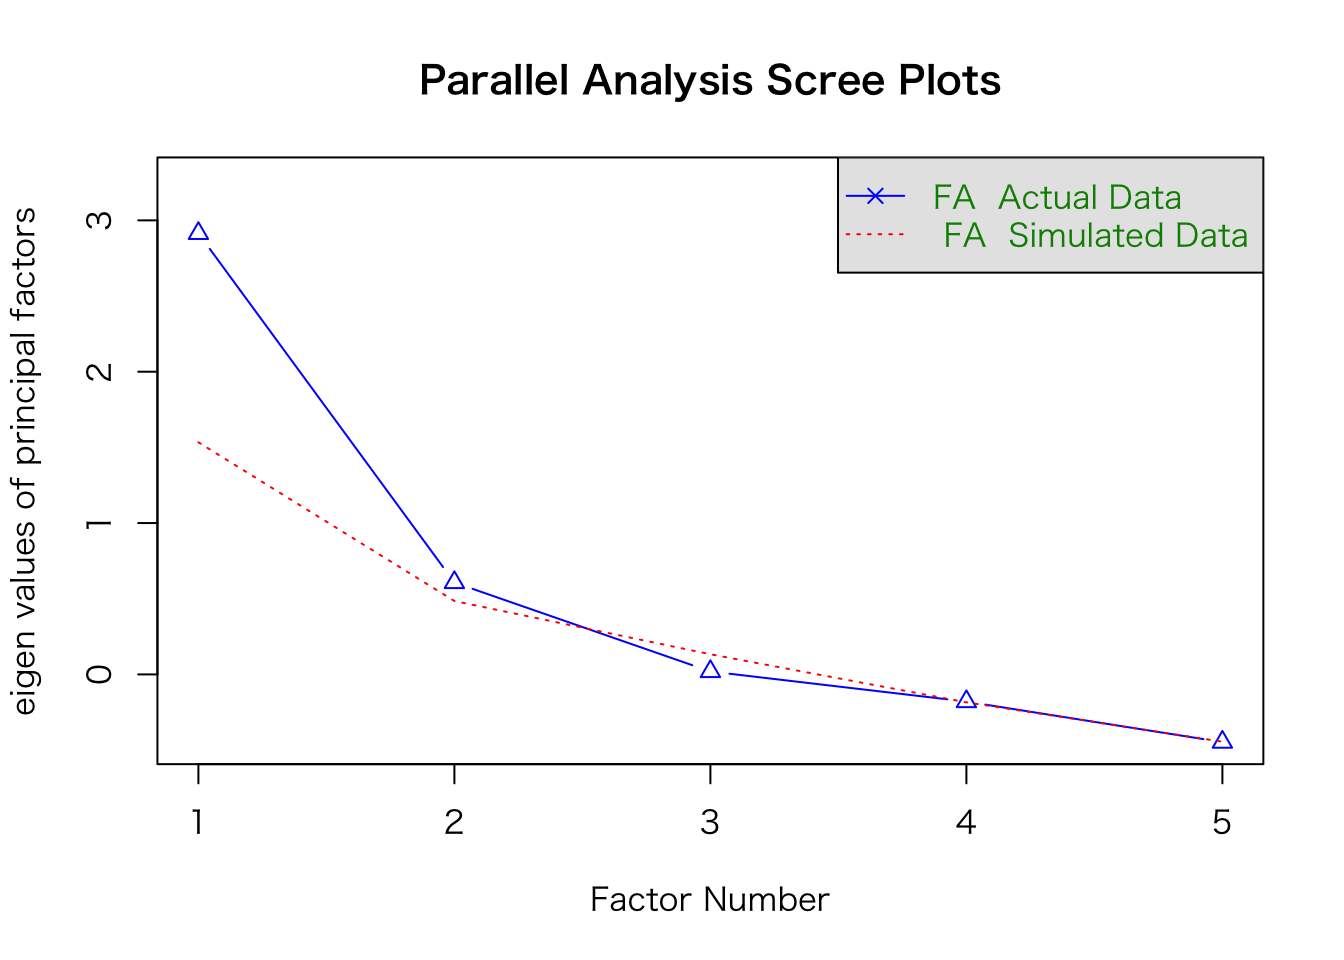 Parallel Analysis Scree Plots
FA  Actual Data
FA  Simulated Data
eigen values of principal factors
3
2
1
0
1 2 3 4 5
Factor Number